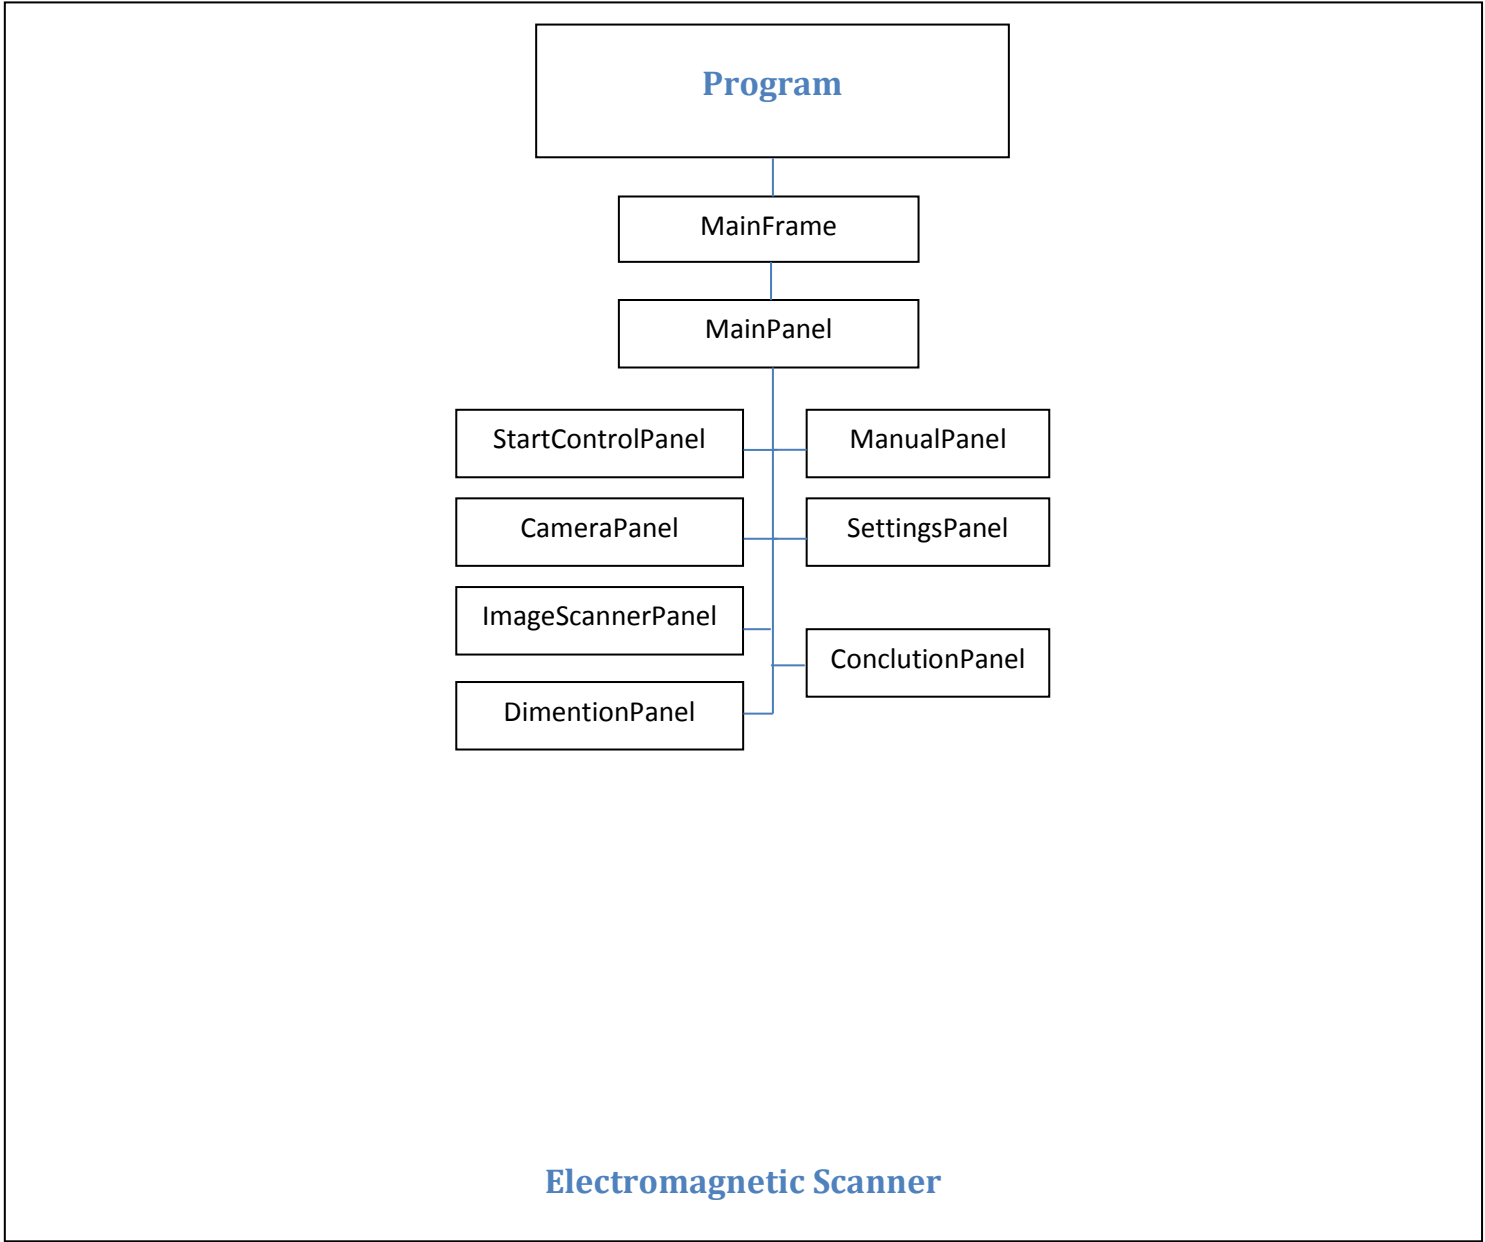 Program
MainFrame
MainPanel
StartControlPanel
ManualPanel
CameraPanel
SettingsPanel
ImageScannerPanel
ConclutionPanel
DimentionPanel
Electromagnetic Scanner